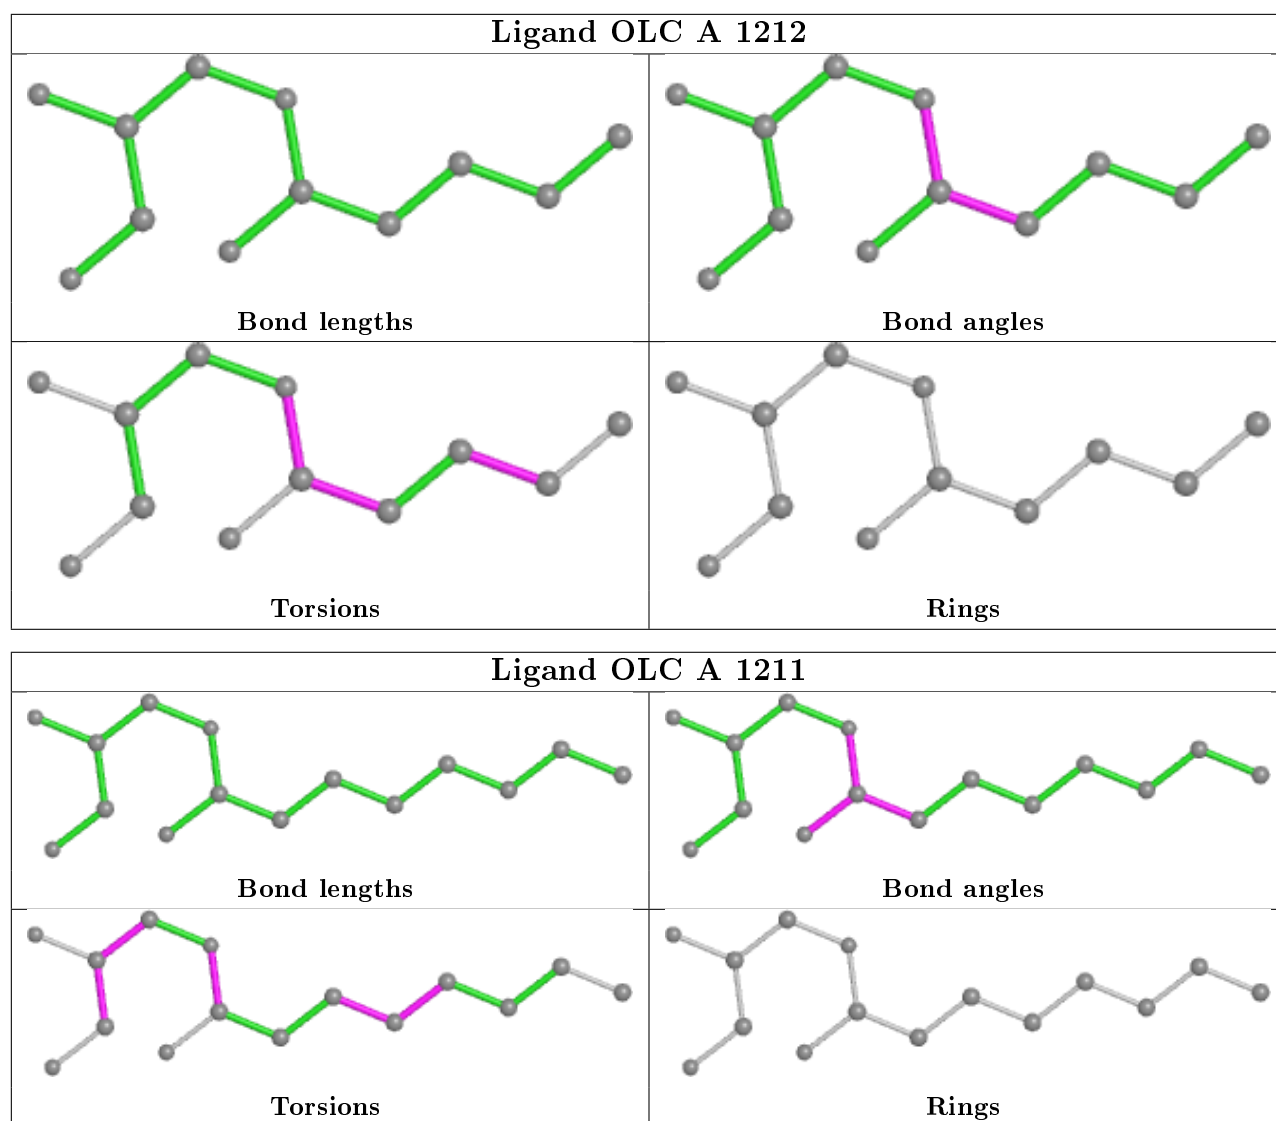 Ligand OLC A 1212
Bond lengths
Bond angles
Torsions
Rings
Ligand OLC A 1211
Bond lengths
Bond angles
Torsions
Rings